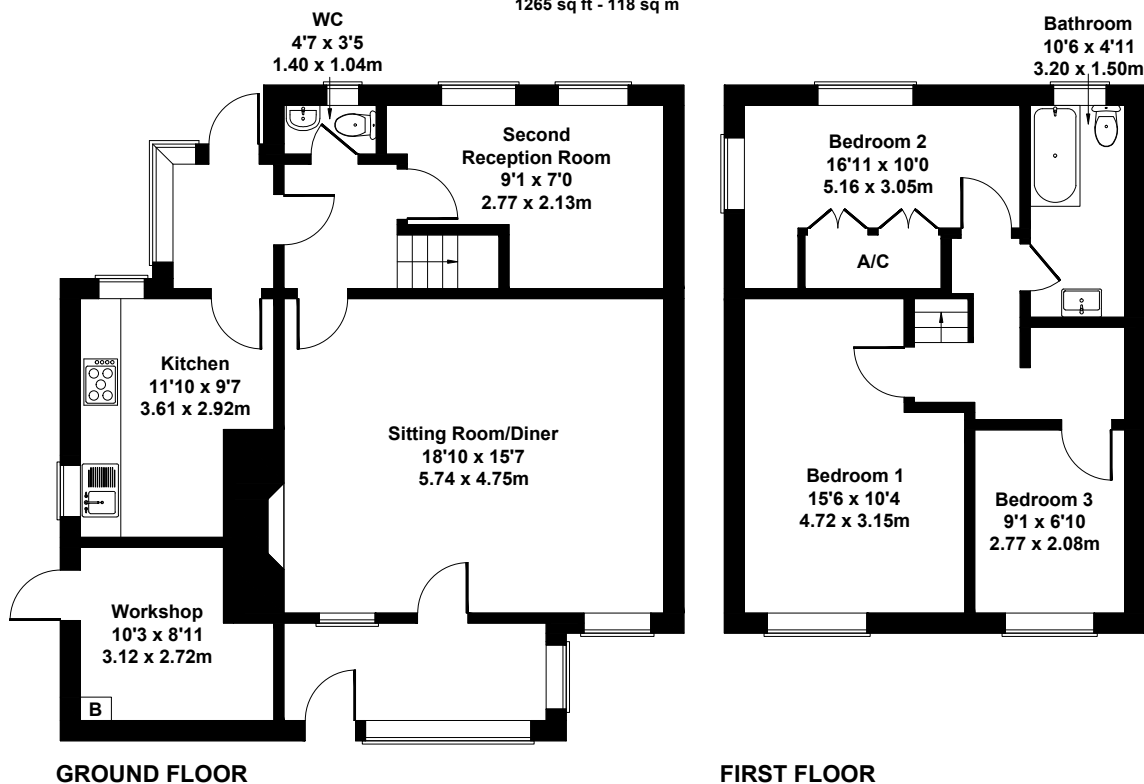 1265 sq ft - 118 sq m
WC
4'7 x 3'5
1.40 x 1.04m
Second
Reception Room
9'1 x 7'0
2.77 x 2.13m
Kitchen
11'10 x 9'7
3.61 x 2.92m
Sitting Room/Diner
18'10 x 15'7
5.74 x 4.75m
Workshop
10'3 x 8'11
3.12 x 2.72m
B
GROUND FLOOR
Bathroom
10'6 x 4'11
3.20 x 1.50m
Bedroom 2
16'11 x 10'0
5.16 x 3.05m
A/C
Bedroom 1
15'6 x 10'4
4.72 x 3.15m
Bedroom 3
9'1 x 6'10
2.77 x 2.08m
FIRST FLOOR